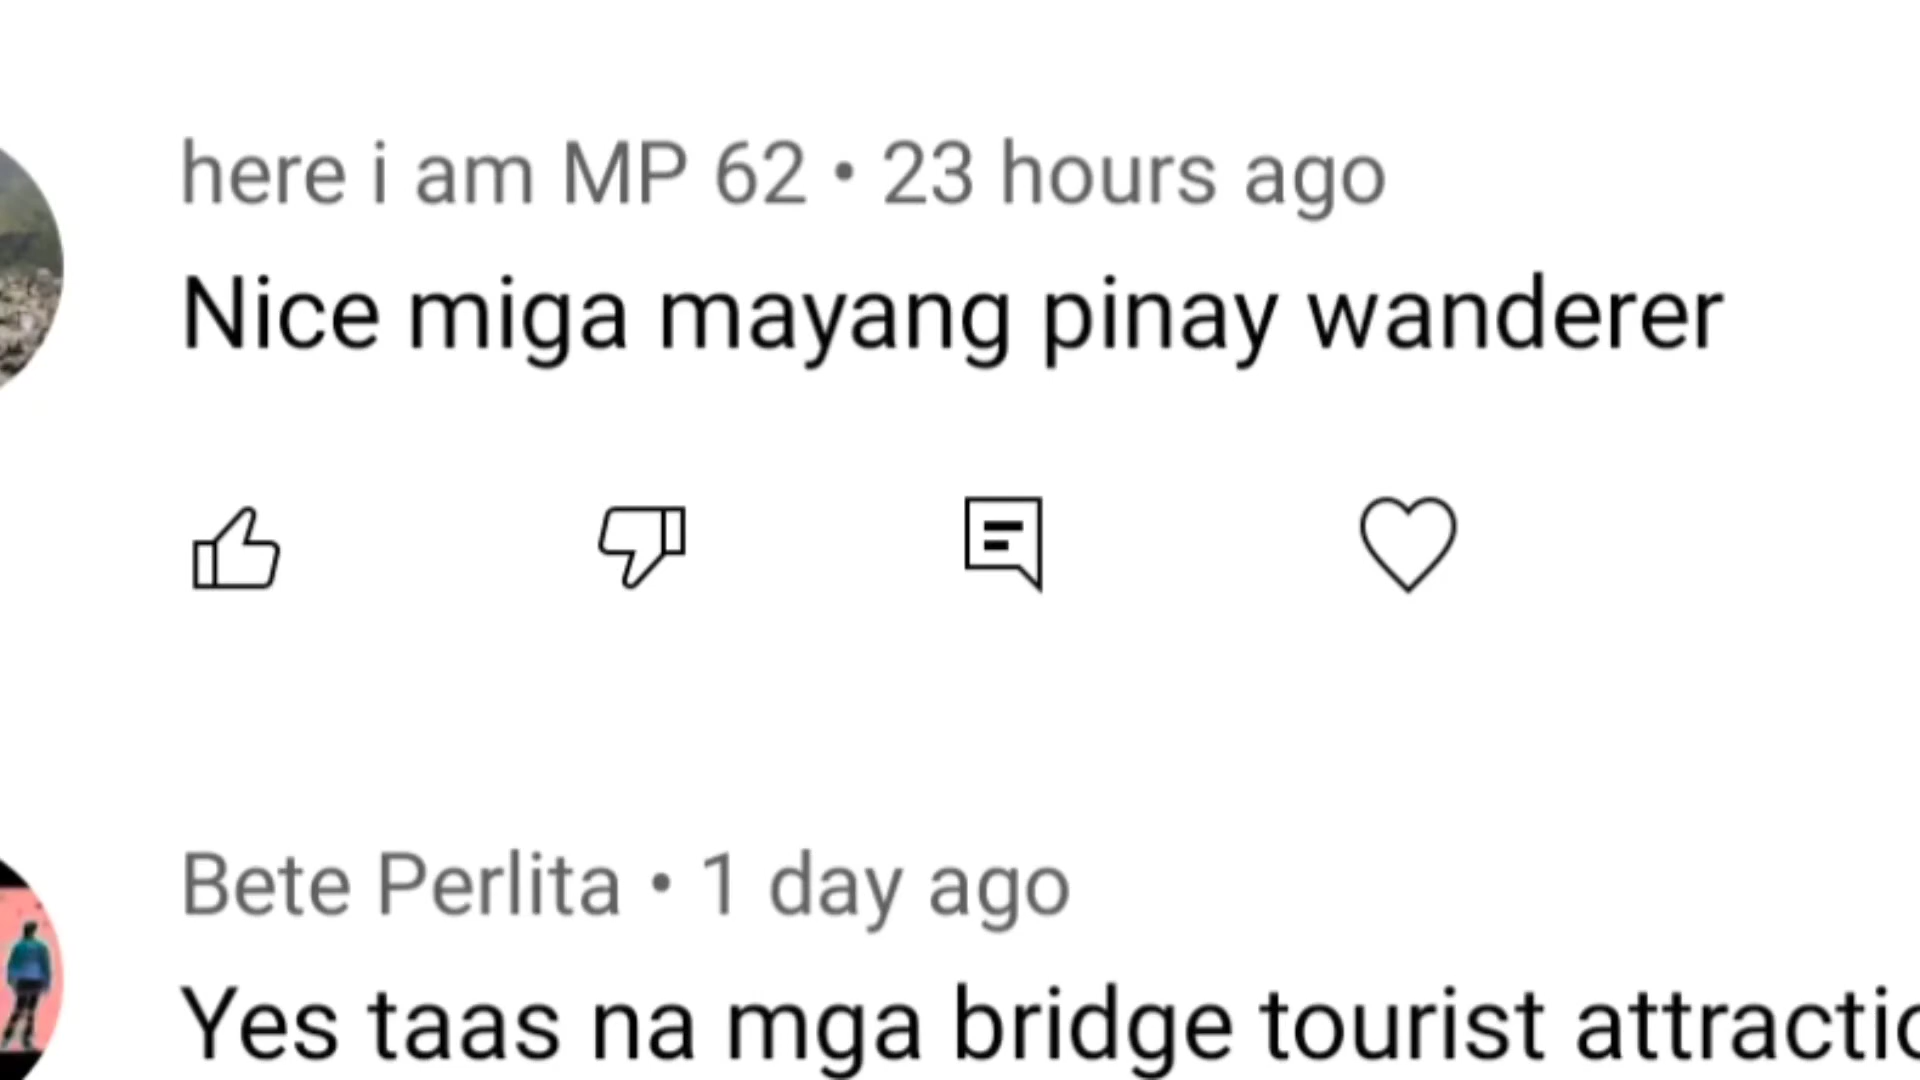 here i am MP 62 • 23 hours ago
Nice miga mayang pinay wanderer
Bete Perlita • 1 day ago
Yes taas na mga bridge tourist